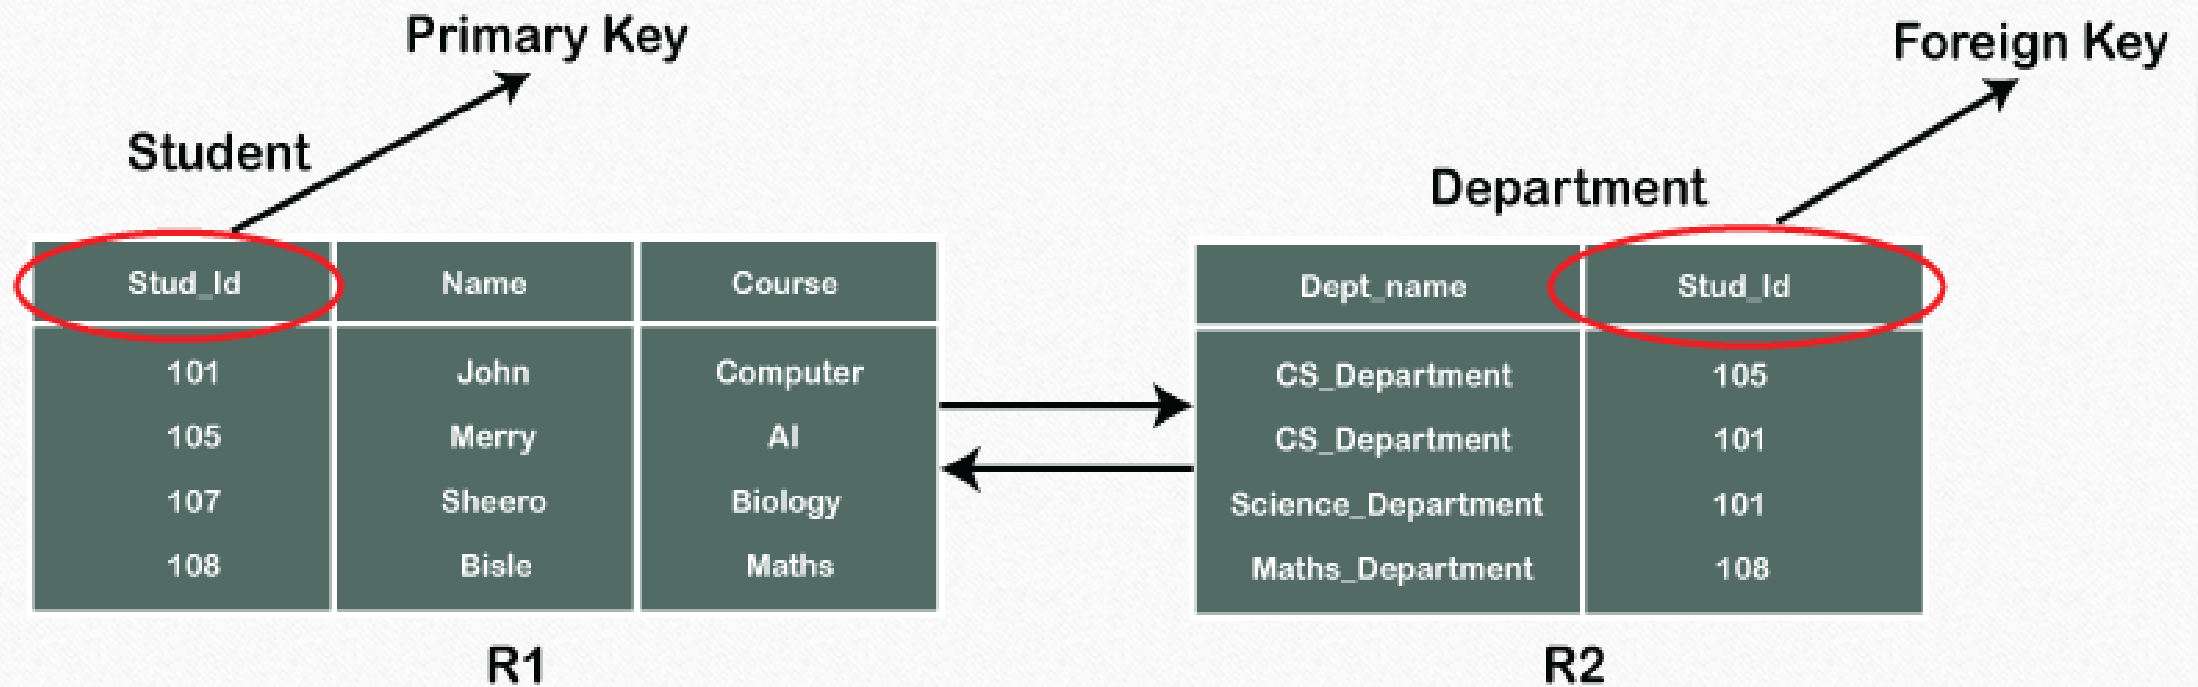 Primary Key
Foreign Key
Student
Department
Stud_Id Name Course
101 John Computer
105 Merry AI
107 Sheero Biology
108 Bisle Maths
R1
Dept_name Stud_Id
CS_Department 105
CS_Department 101
Science_Department 101
Maths_Department 108
R2